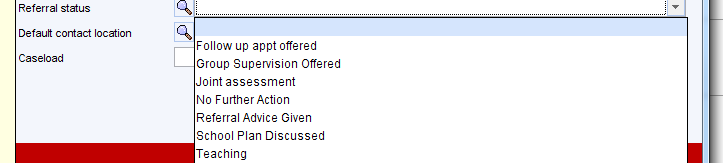 Referral status
Default contact location
Caseload
Follow up appt offered
Group Supervision Offered
Joint assessment
No Further Action
Referral Advice Given
School Plan Discussed
Teaching